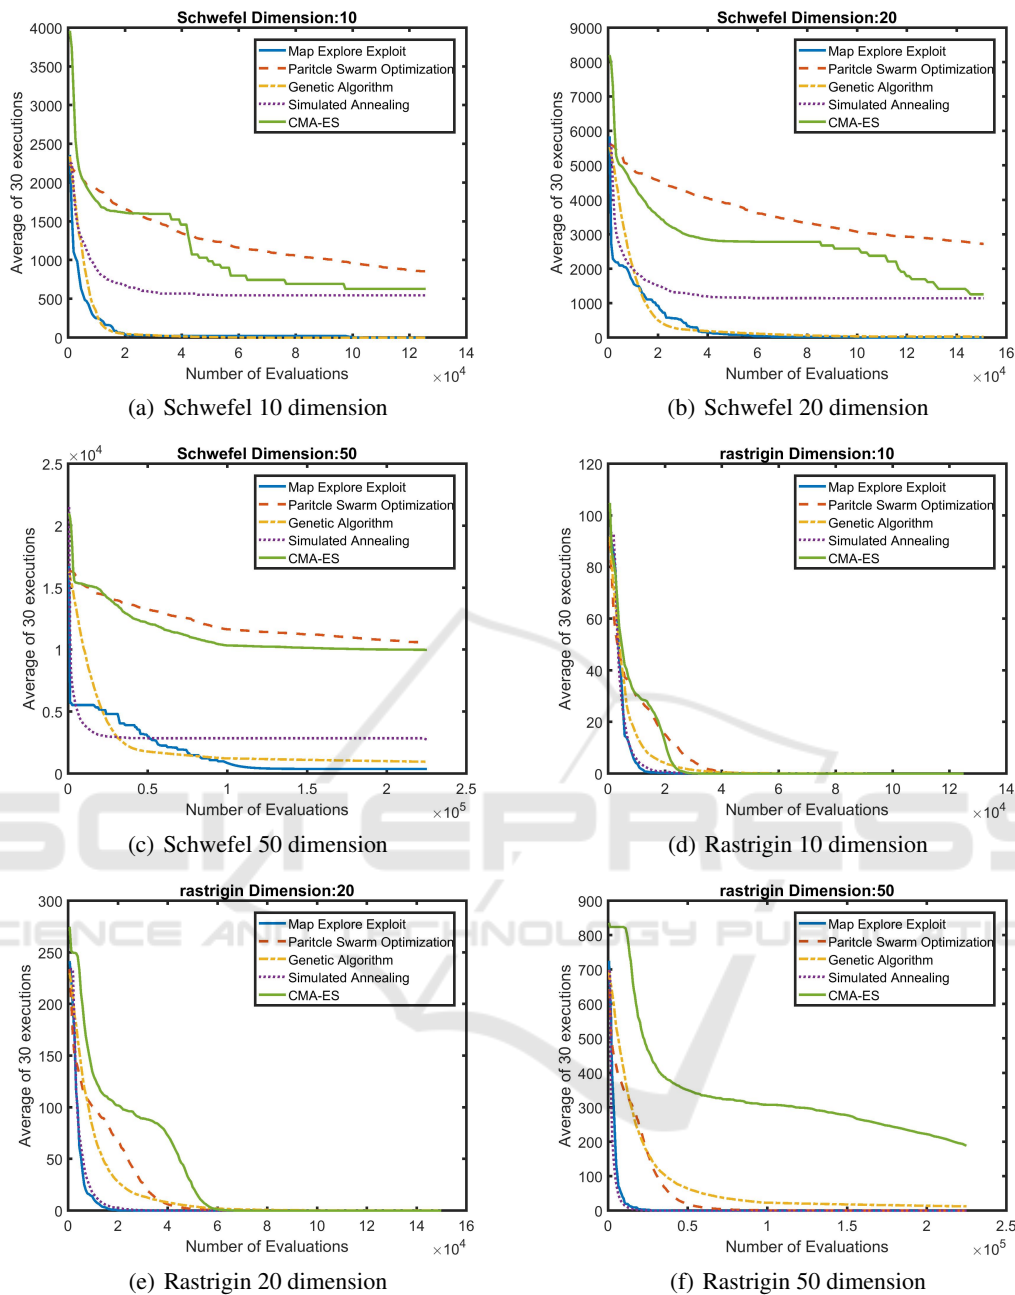 Schwefel Dimension:10
4000
3500
3000
2500
2000
1500
1000
500
0
Average of 30 executions
Map Explore Exploit
Paritcle Swarm Optimization
Genetic Algorithm
Simulated Annealing
CMA-ES
0 2 4 6 8 10 12 14
Number of Evaluations
×10^4
(a) Schwefel 10 dimension
Schwefel Dimension:20
9000
8000
7000
6000
5000
4000
3000
2000
1000
0
Average of 30 executions
Map Explore Exploit
Paritcle Swarm Optimization
Genetic Algorithm
Simulated Annealing
CMA-ES
0 2 4 6 8 10 12 14 16
Number of Evaluations
×10^4
(b) Schwefel 20 dimension
×10^4
Schwefel Dimension:50
2.5
2
1.5
1
0.5
0
Average of 30 executions
Map Explore Exploit
Paritcle Swarm Optimization
Genetic Algorithm
Simulated Annealing
CMA-ES
0 0.5 1 1.5 2 2.5
Number of Evaluations
×10^5
(c) Schwefel 50 dimension
rastrigin Dimension:10
120
100
80
60
40
20
0
Average of 30 executions
Map Explore Exploit
Paritcle Swarm Optimization
Genetic Algorithm
Simulated Annealing
CMA-ES
0 2 4 6 8 10 12 14
Number of Evaluations
×10^4
(d) Rastrigin 10 dimension
rastrigin Dimension:20
300
250
200
150
100
50
0
Average of 30 executions
Map Explore Exploit
Paritcle Swarm Optimization
Genetic Algorithm
Simulated Annealing
CMA-ES
0 2 4 6 8 10 12 14 16
Number of Evaluations
×10^4
(e) Rastrigin 20 dimension
rastrigin Dimension:50
900
800
700
600
500
400
300
200
100
0
Average of 30 executions
Map Explore Exploit
Paritcle Swarm Optimization
Genetic Algorithm
Simulated Annealing
CMA-ES
0 0.5 1 1.5 2 2.5
Number of Evaluations
×10^5
(f) Rastrigin 50 dimension
SCITEPRESS